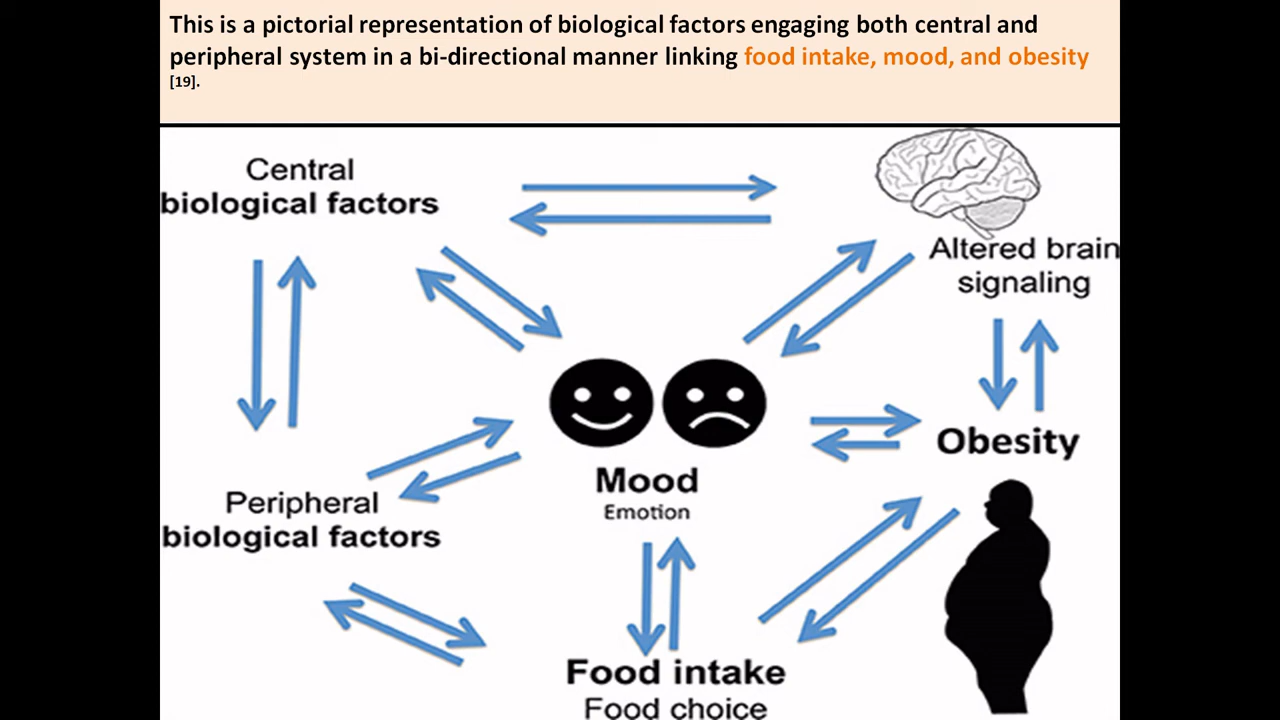 This is a pictorial representation of biological factors engaging both central and
peripheral system in a bi-directional manner linking food intake, mood, and obesity
[19].
Central
biological factors
Altered brain
signaling
Obesity
Mood
Emotion
Peripheral
biological factors
Food intake
Food choice